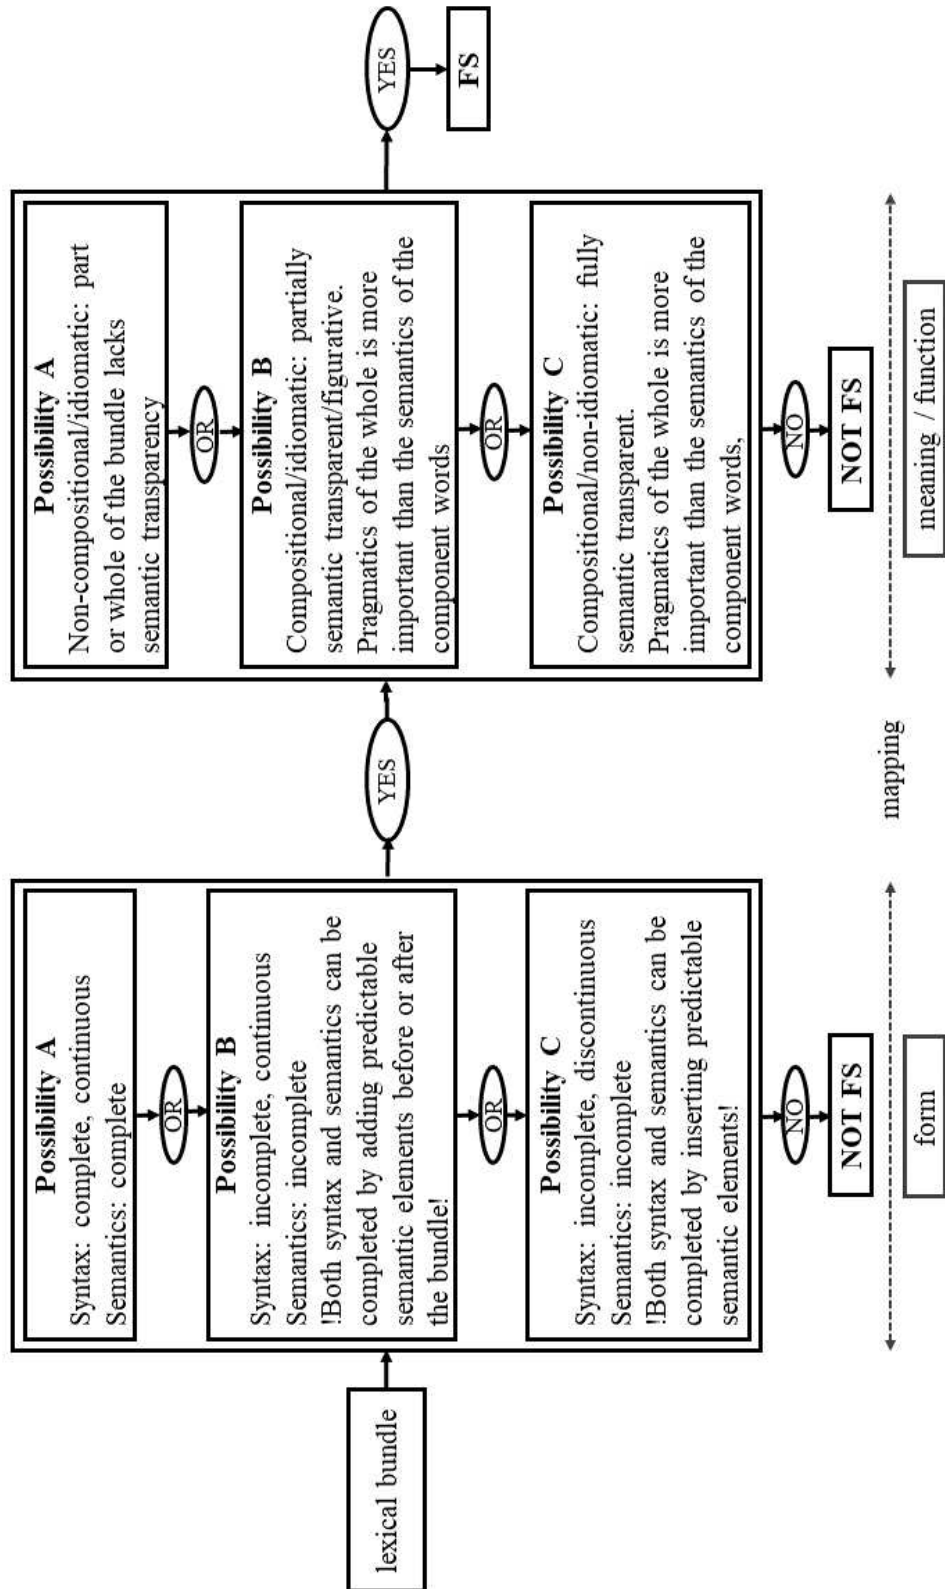 lexical bundle
Possibility A
Syntax: complete, continuous
Semantics: complete
OR
Possibility B
Syntax: incomplete, continuous
Semantics: incomplete
!Both syntax and semantics can be
completed by adding predictable
semantic elements before or after
the bundle!
OR
Possibility C
Syntax: incomplete, discontinuous
Semantics: incomplete
!Both syntax and semantics can be
completed by inserting predictable
semantic elements!
NO
NOT FS
form
YES
mapping
Possibility A
Non-compositional/idiomatic: part
or whole of the bundle lacks
semantic transparency
OR
Possibility B
Compositional/idiomatic: partially
semantic transparent/figurative.
Pragmatics of the whole is more
important than the semantics of the
component words
OR
Possibility C
Compositional/non-idiomatic: fully
semantic transparent.
Pragmatics of the whole is more
important than the semantics of the
component words,
NO
NOT FS
meaning / function
YES
FS